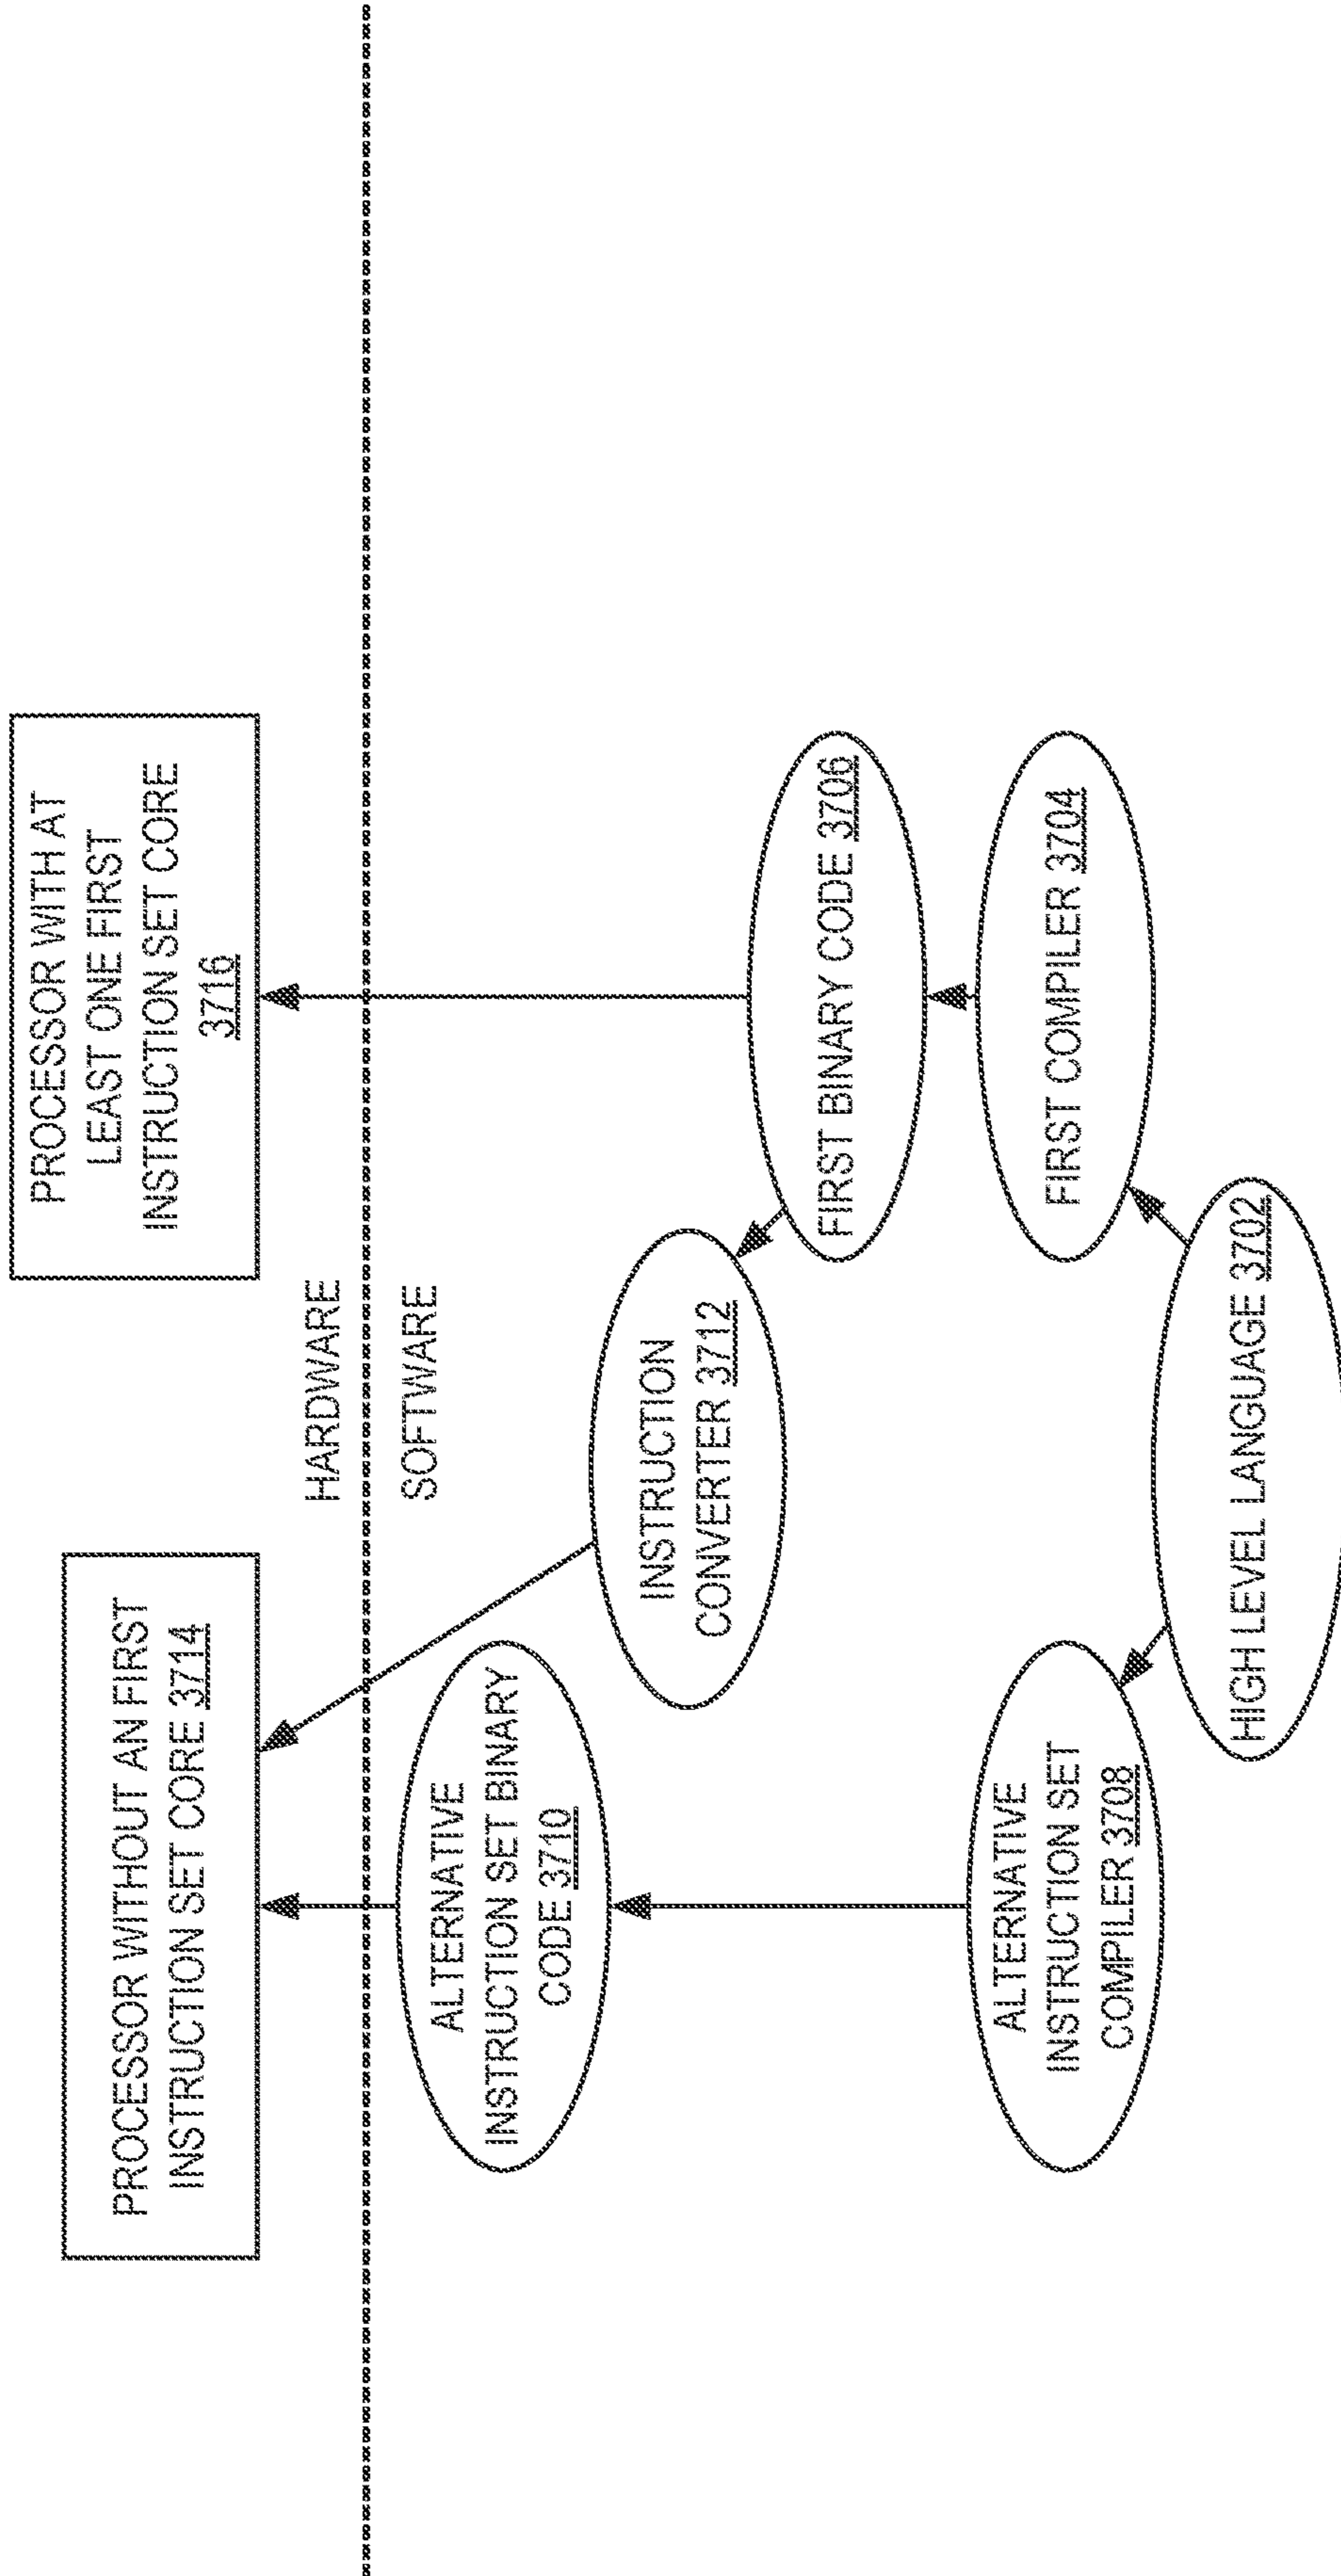 PROCESSOR WITHOUT AN FIRST
INSTRUCTION SET CORE 3714
PROCESSOR WITH AT
LEAST ONE FIRST
INSTRUCTION SET CORE
3716
HARDWARE
SOFTWARE
ALTERNATIVE
INSTRUCTION SET BINARY
CODE 3710
INSTRUCTION
CONVERTER 3712
FIRST BINARY CODE 3706
ALTERNATIVE
INSTRUCTION SET
COMPILER 3708
FIRST COMPILER 3704
HIGH LEVEL LANGUAGE 3702